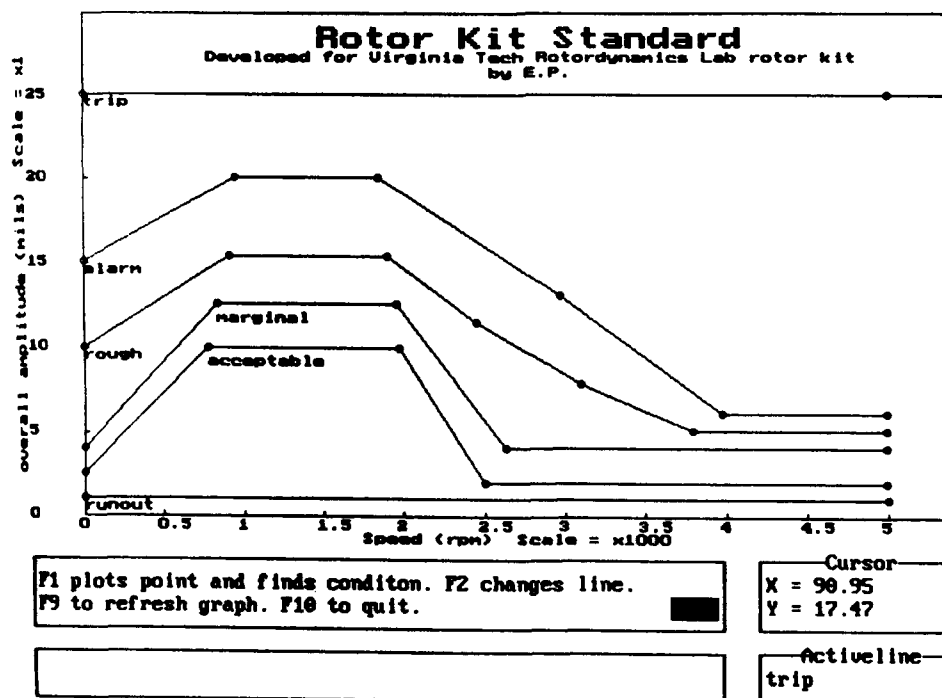 Rotor Kit Standard
Developed for Virginia Tech Rotordynamics Lab rotor kit
by E.P.
overall amplitude (mils) Scale = x1
25
20
15
10
5
0
trip
alarm
rough
marginal
acceptable
runout
0 0.5 1 1.5 2 2.5 3 3.5 4 4.5 5
Speed (rpm) Scale = x1000
F1 plots point and finds conditon. F2 changes line.
F9 to refresh graph. F10 to quit.
Cursor
X = 90.95
Y = 17.47
Activeline
trip